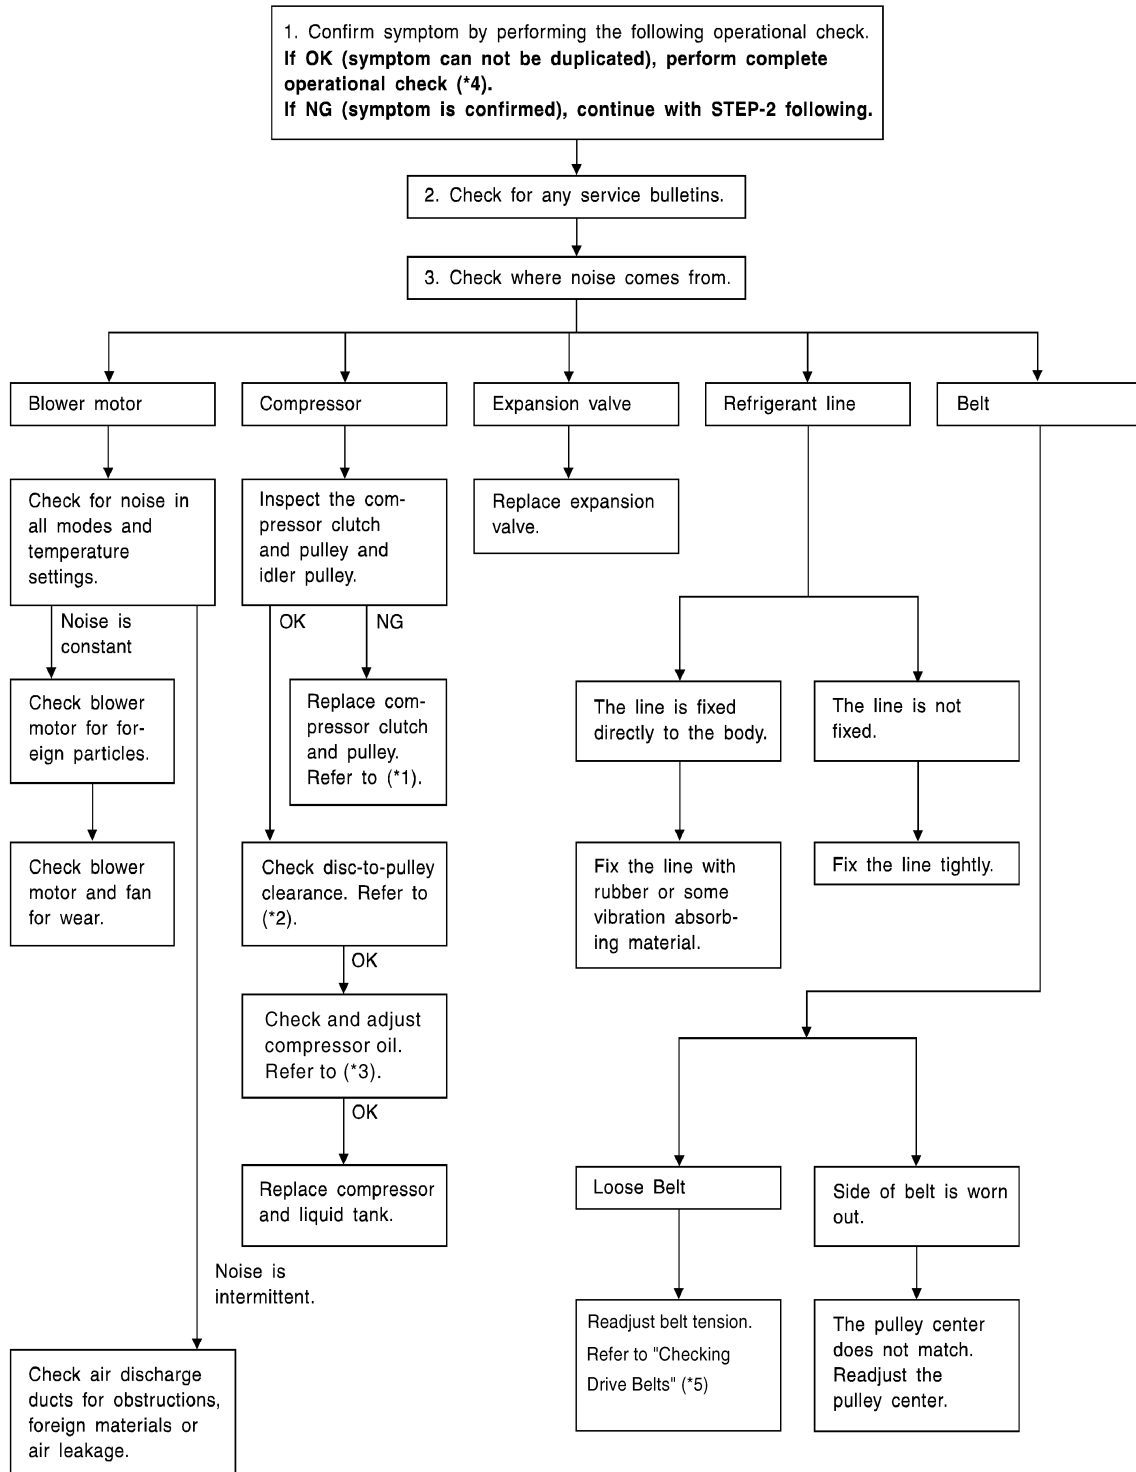 1. Confirm symptom by performing the following operational check.
If OK (symptom can not be duplicated), perform complete
operational check (*4).
If NG (symptom is confirmed), continue with STEP-2 following.
2. Check for any service bulletins.
3. Check where noise comes from.
Blower motor
Compressor
Expansion valve
Refrigerant line
Belt
Check for noise in
all modes and
temperature
settings.
Inspect the com-
pressor clutch
and pulley and
idler pulley.
Replace expansion
valve.
Noise is
constant
OK
NG
Check blower
motor for for-
eign particles.
Replace com-
pressor clutch
and pulley.
Refer to (*1).
The line is fixed
directly to the body.
The line is not
fixed.
Check blower
motor and fan
for wear.
Check disc-to-pulley
clearance. Refer to
(*2).
Fix the line with
rubber or some
vibration absorb-
ing material.
Fix the line tightly.
OK
Check and adjust
compressor oil.
Refer to (*3).
OK
Replace compressor
and liquid tank.
Loose Belt
Side of belt is worn
out.
Noise is
intermittent.
Readjust belt tension.
Refer to "Checking
Drive Belts" (*5)
The pulley center
does not match.
Readjust the
pulley center.
Check air discharge
ducts for obstructions,
foreign materials or
air leakage.